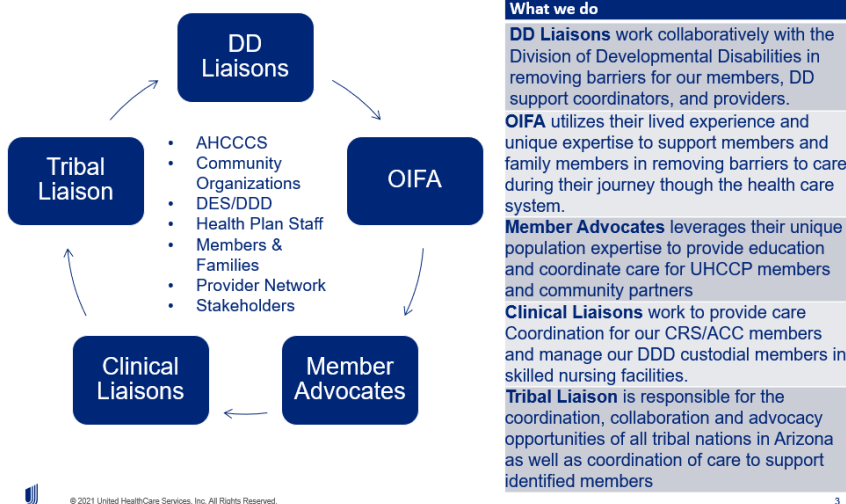 DD
Liaisons
OIFA
Member
Advocates
Clinical
Liaisons
Tribal
Liaison
• AHCCCS
• Community
Organizations
• DES/DDD
• Health Plan Staff
• Members &
Families
• Provider Network
• Stakeholders
What we do
DD Liaisons work collaboratively with the
Division of Developmental Disabilities in
removing barriers for our members, DD
support coordinators, and providers.
OIFA utilizes their lived experience and
unique expertise to support members and
family members in removing barriers to care
during their journey though the health care
system.
Member Advocates leverages their unique
population expertise to provide education
and coordinate care for UHCCP members
and community partners
Clinical Liaisons work to provide care
Coordination for our CRS/ACC members
and manage our DDD custodial members in
skilled nursing facilities.
Tribal Liaison is responsible for the
coordination, collaboration and advocacy
opportunities of all tribal nations in Arizona
as well as coordination of care to support
identified members
© 2021 United HealthCare Services, Inc. All Rights Reserved.
3